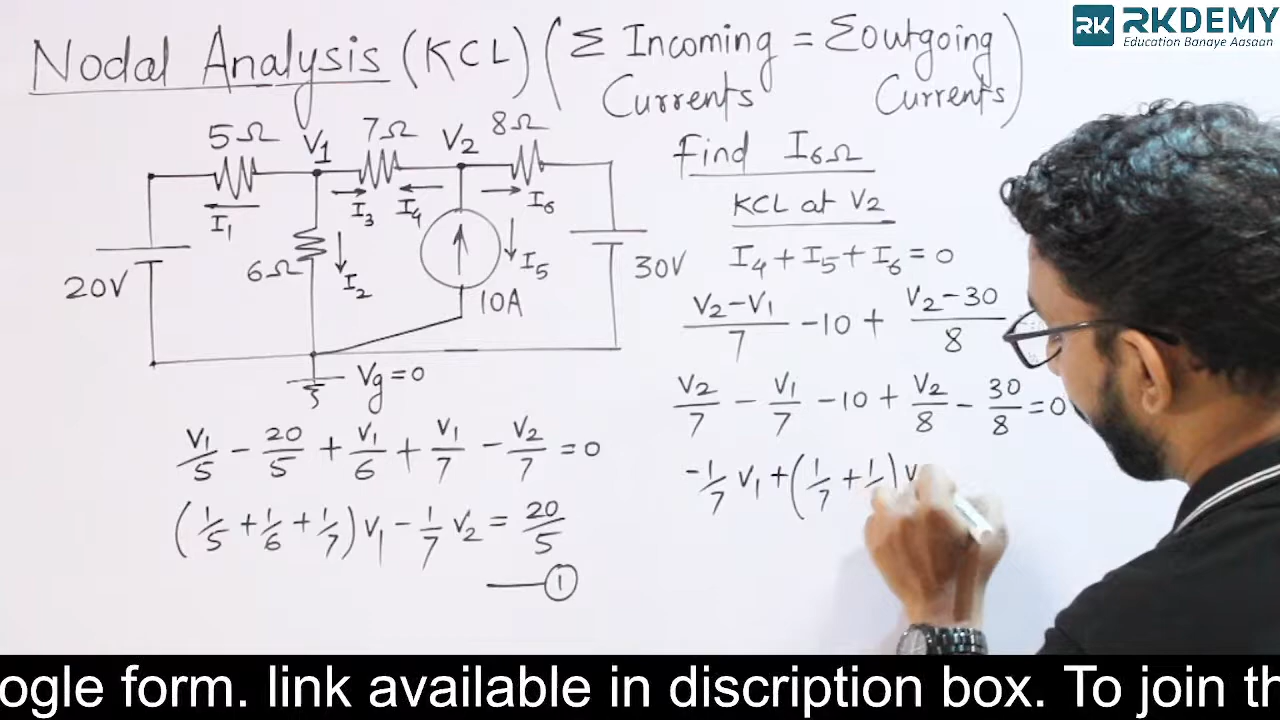 Nodal Analysis (KCL) (Σ Incoming Currents = Σ outgoing Currents)
RK RKDEMY
Education Banaye Aasaan
5Ω V1 7Ω V2 8Ω
I1 I3 I4 I6
20V 6Ω I2 I5 30V
10A
Vg=0
V1/5 - 20/5 + V1/6 + V1/7 - V2/7 = 0
(1/5 + 1/6 + 1/7) V1 - 1/7 V2 = 20/5
1
Find I6Ω
KCL at V2
I4 + I5 + I6 = 0
V2-V1/7 - 10 + V2-30/8
V2/7 - V1/7 - 10 + V2/8 - 30/8 = 0
-1/7 V1 + (1/7 + 1/ ) V
ogle form. link available in discription box. To join th